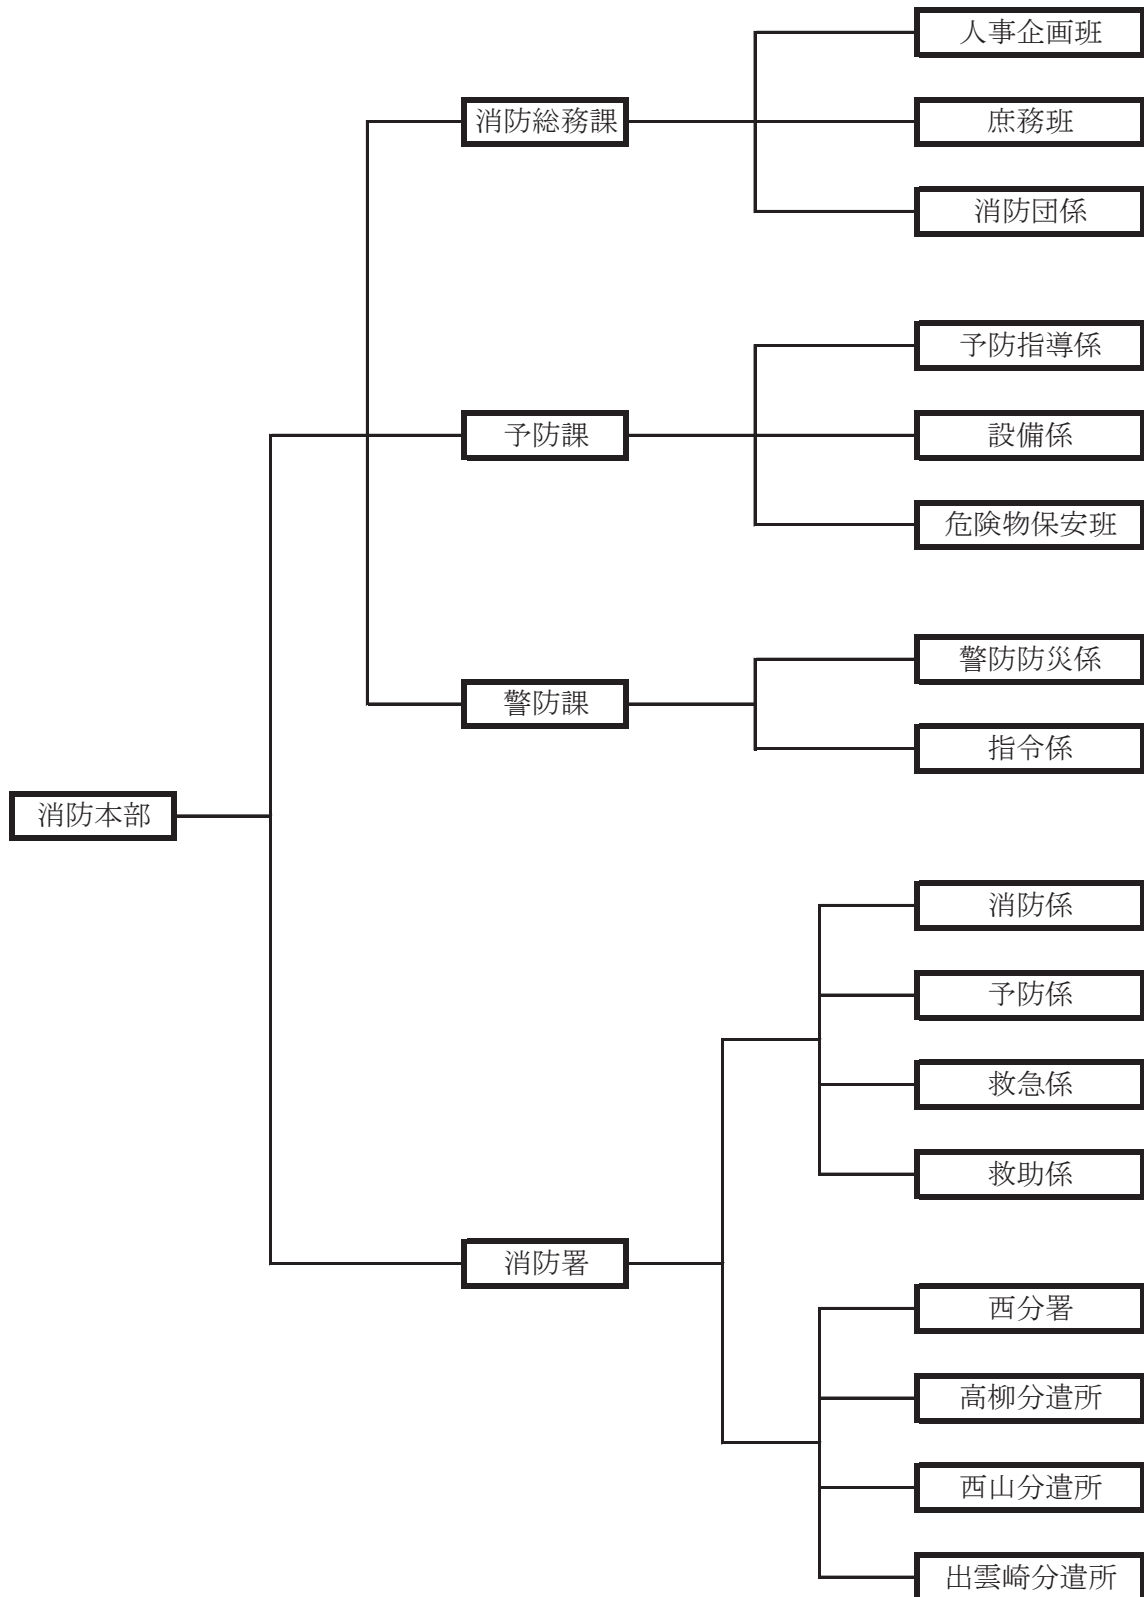 人事企画班
消防総務課
庶務班
消防団係
予防指導係
予防課
設備係
危険物保安班
警防防災係
警防課
指令係
消防本部
消防係
予防係
救急係
救助係
消防署
西分署
高柳分遣所
西山分遣所
出雲崎分遣所